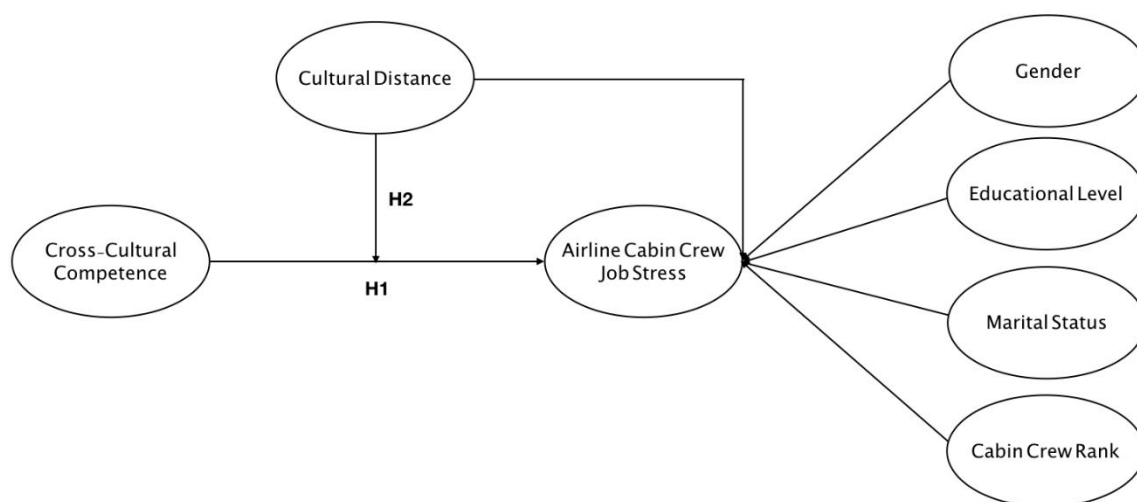 Cultural Distance
Gender
H2
Educational Level
Cross-Cultural
Competence
H1
Airline Cabin Crew
Job Stress
Marital Status
Cabin Crew Rank